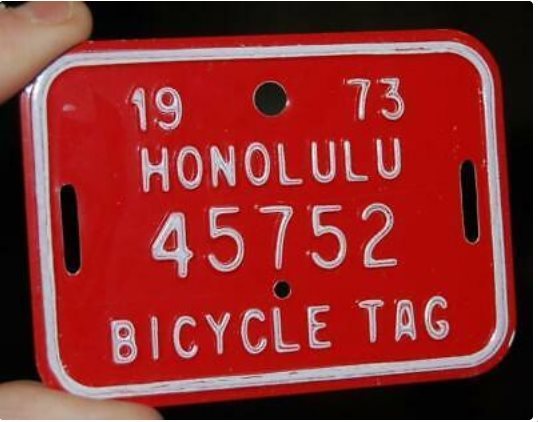 19 73
HONOLULU
45752
BICYCLE TAG